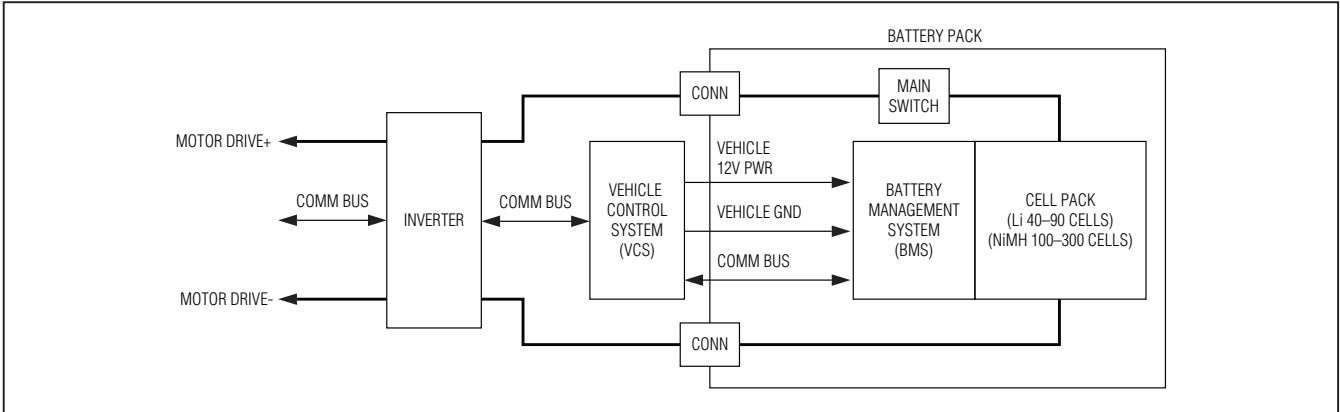 BATTERY PACK
CONN
MAIN
SWITCH
MOTOR DRIVE+
COMM BUS
INVERTER
COMM BUS
VEHICLE
CONTROL
SYSTEM
(VCS)
VEHICLE
12V PWR
VEHICLE GND
COMM BUS
BATTERY
MANAGEMENT
SYSTEM
(BMS)
CELL PACK
(Li 40–90 CELLS)
(NiMH 100–300 CELLS)
MOTOR DRIVE-
CONN